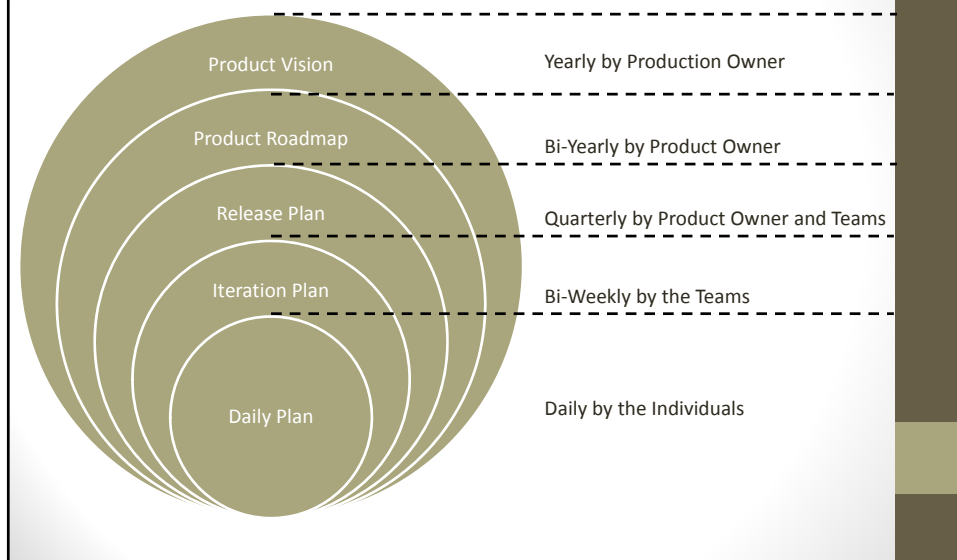 Product Vision
Yearly by Production Owner
Product Roadmap
Bi-Yearly by Product Owner
Release Plan
Quarterly by Product Owner and Teams
Iteration Plan
Bi-Weekly by the Teams
Daily Plan
Daily by the Individuals